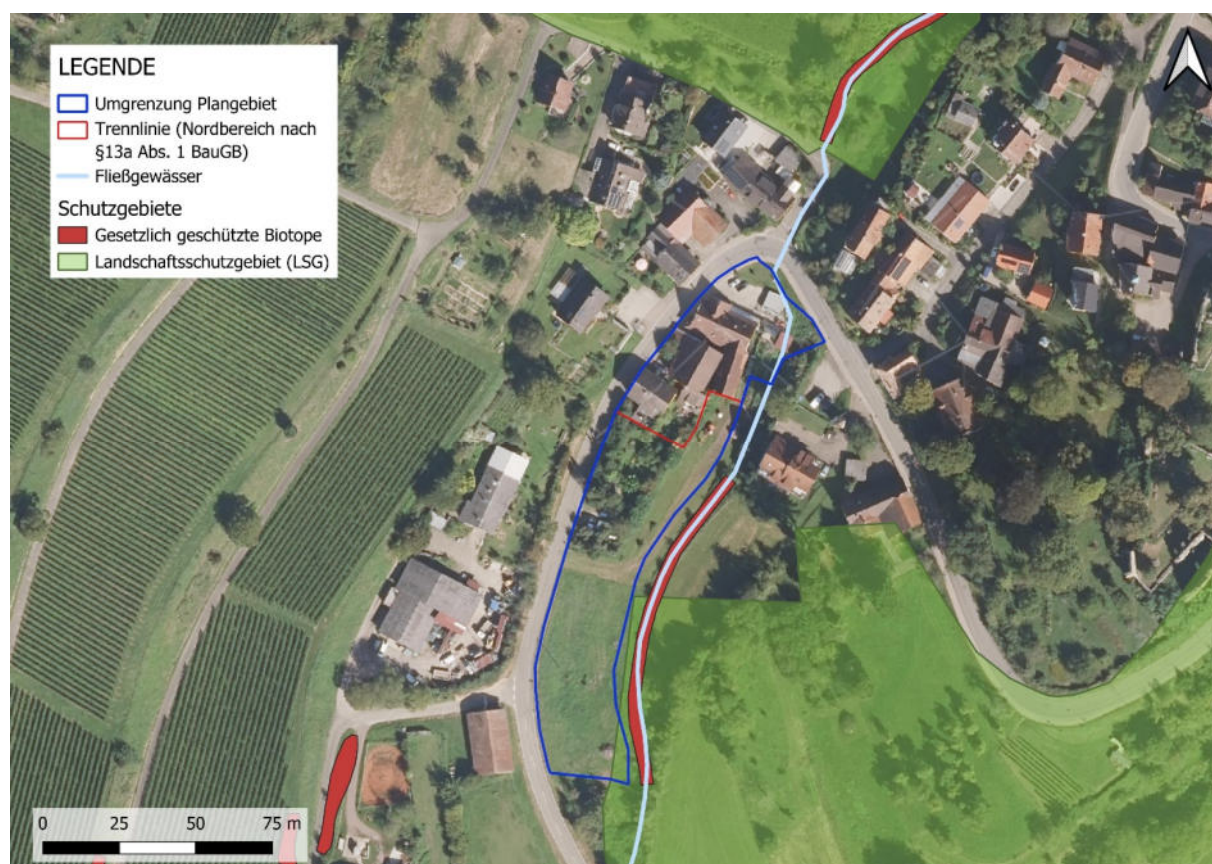 LEGENDE
Umgrenzung Plangebiet
Trennlinie (Nordbereich nach
§13a Abs. 1 BauGB)
Fließgewässer
Schutzgebiete
Gesetzlich geschützte Biotope
Landschaftsschutzgebiet (LSG)
0 25 50 75 m